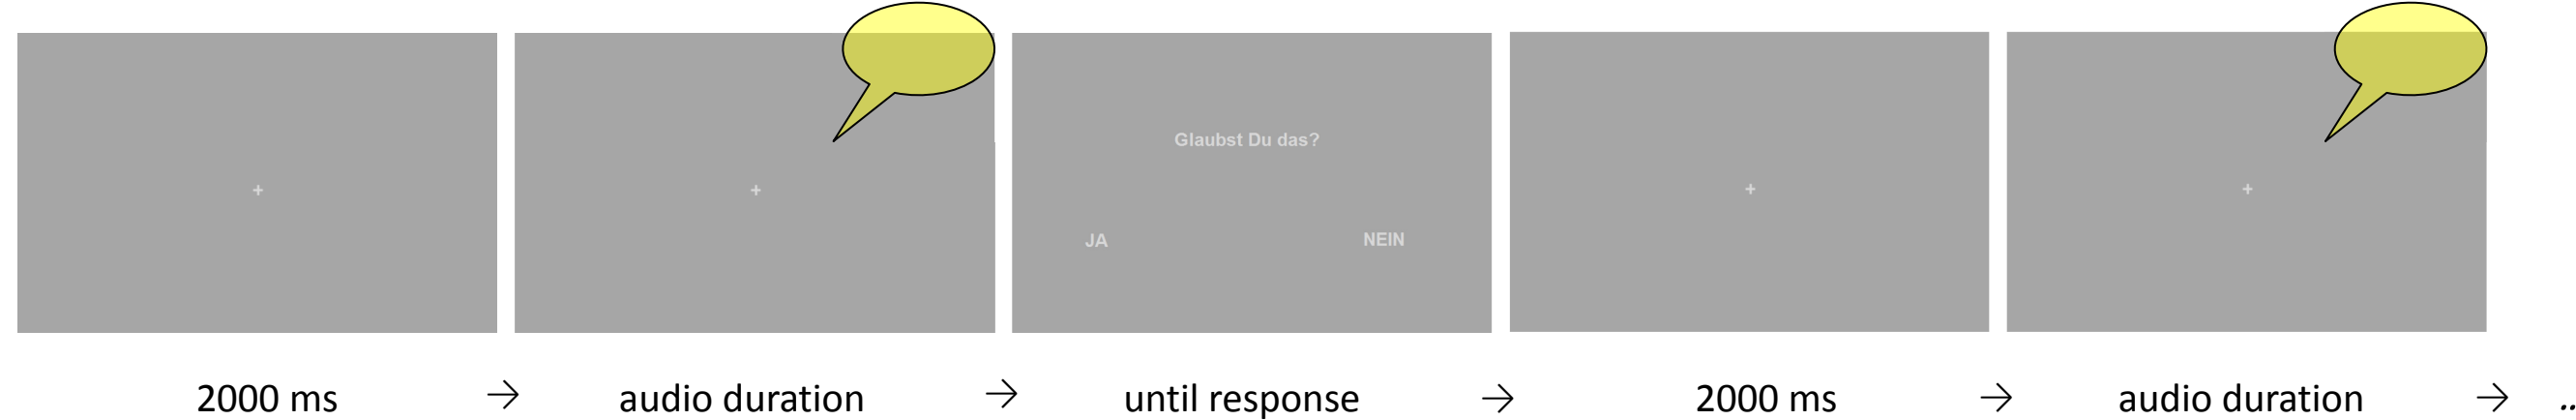 +
+
Glaubst Du das?
JA
NEIN
+
+
2000 ms → audio duration → until response → 2000 ms → audio duration → ..